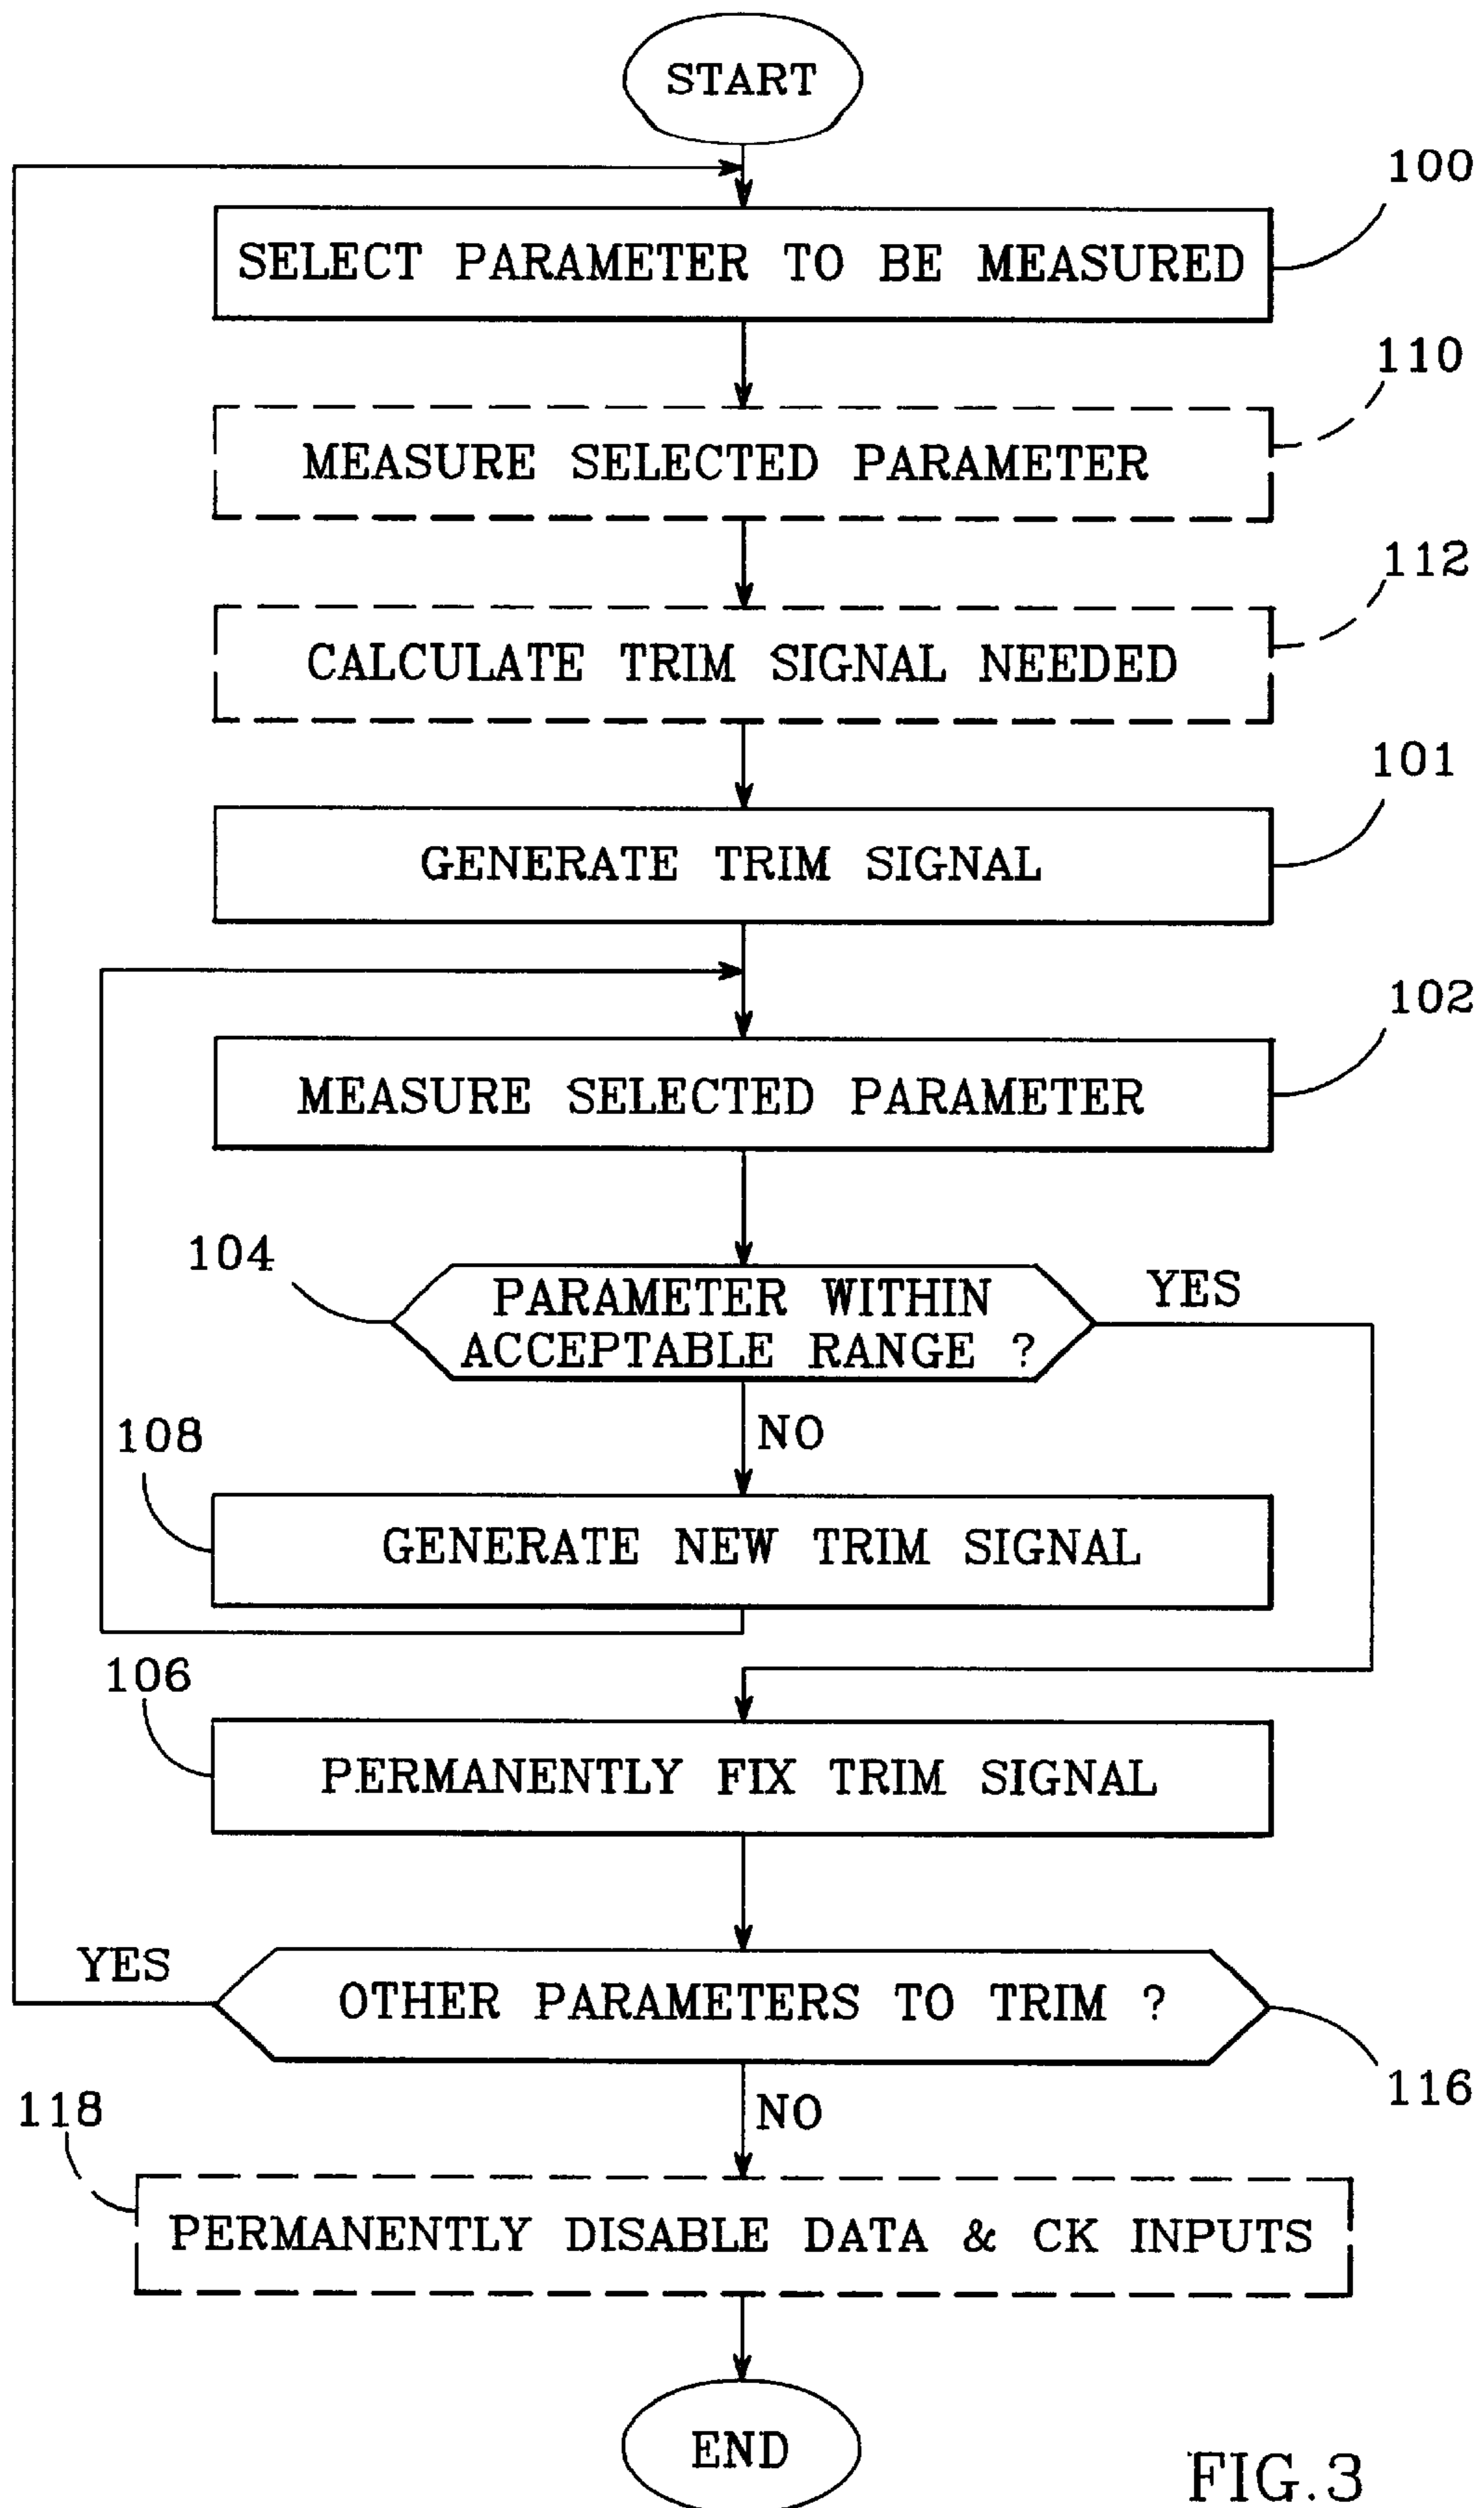 START
100
SELECT PARAMETER TO BE MEASURED
110
MEASURE SELECTED PARAMETER
112
CALCULATE TRIM SIGNAL NEEDED
101
GENERATE TRIM SIGNAL
102
MEASURE SELECTED PARAMETER
104
PARAMETER WITHIN
ACCEPTABLE RANGE ?
YES
NO
108
GENERATE NEW TRIM SIGNAL
106
PERMANENTLY FIX TRIM SIGNAL
YES
OTHER PARAMETERS TO TRIM ?
116
NO
118
PERMANENTLY DISABLE DATA & CK INPUTS
END
FIG.3